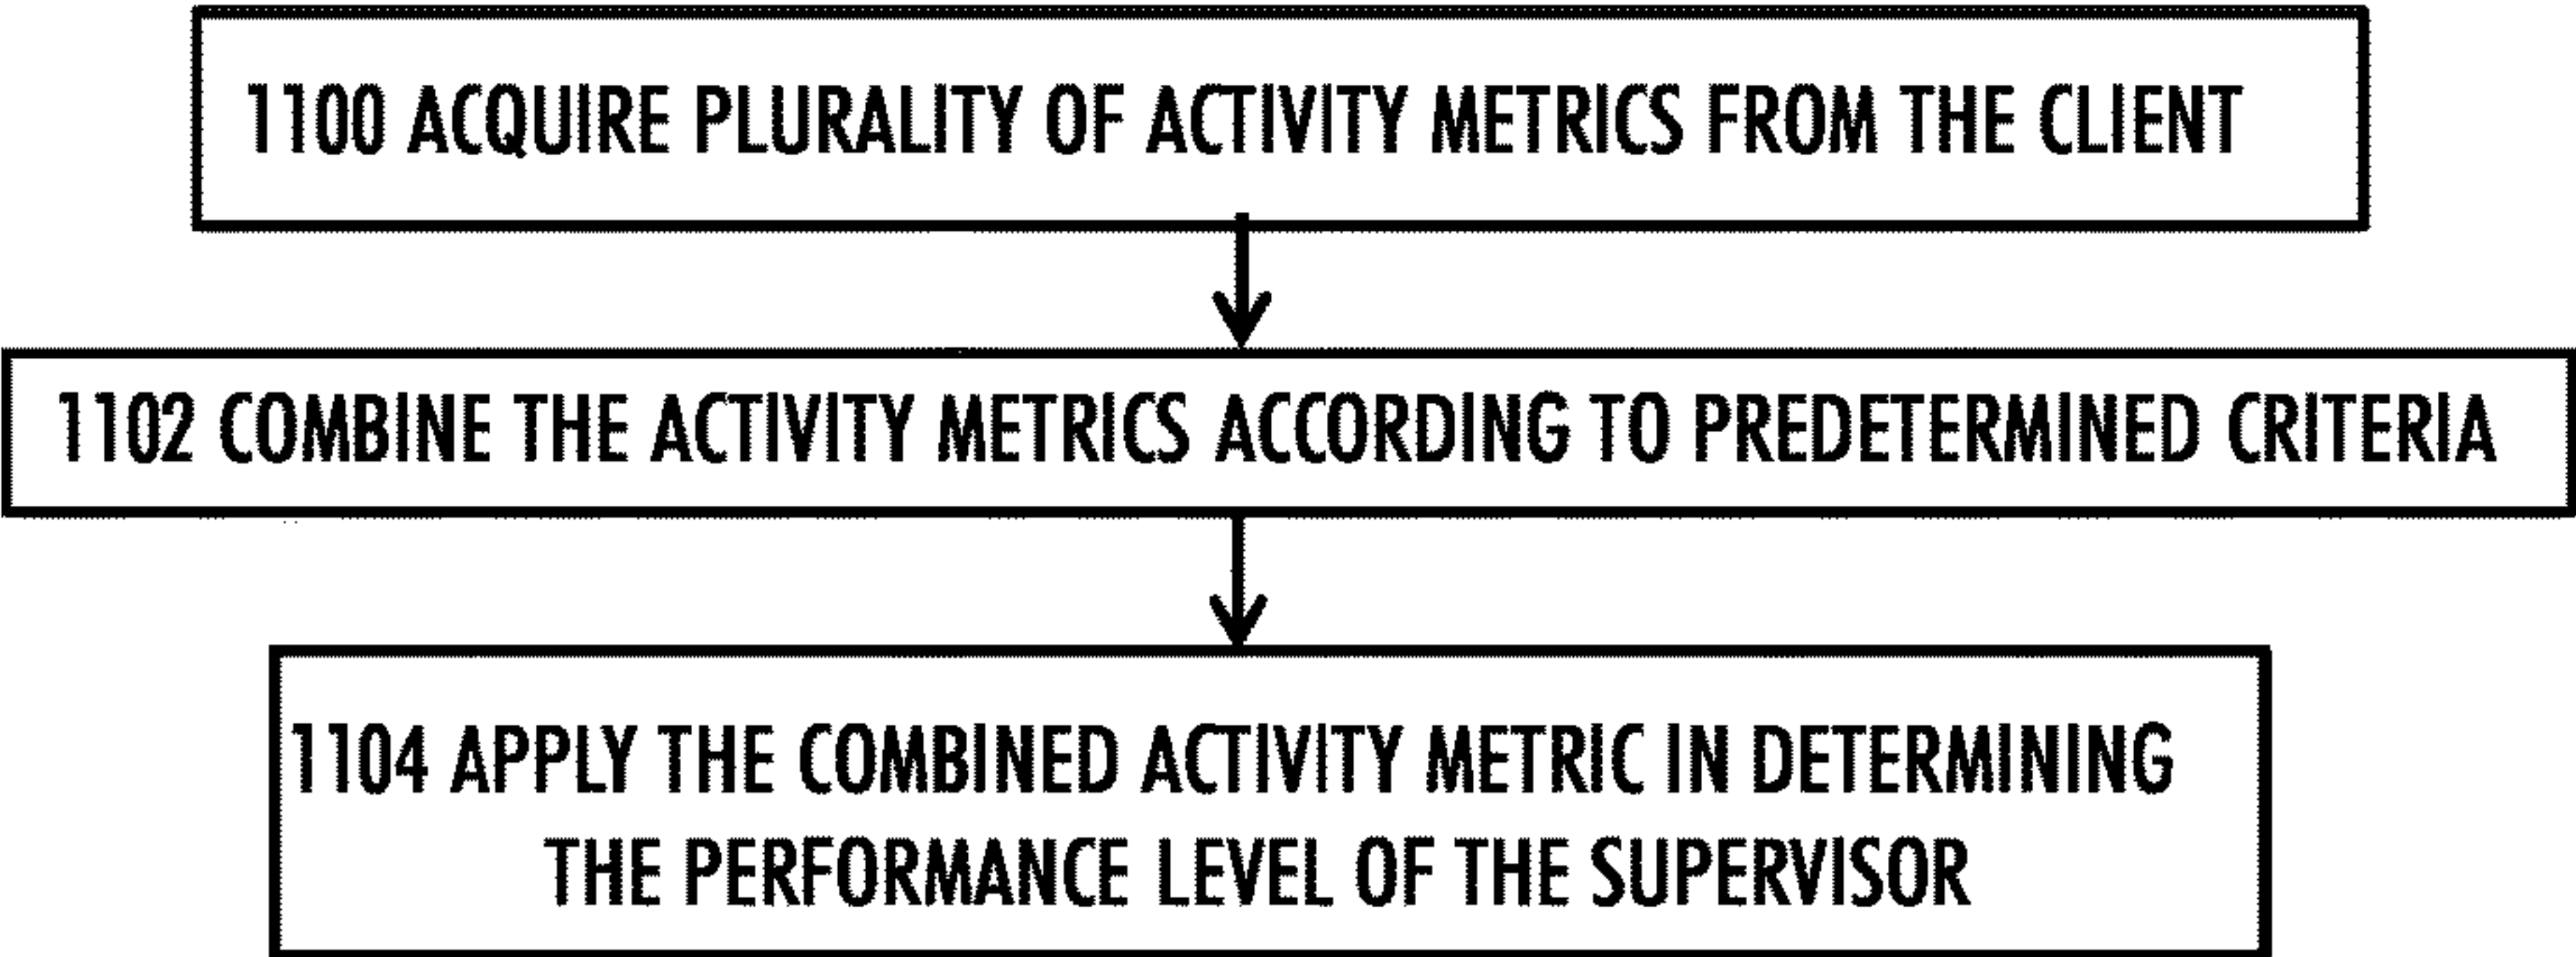 1100 ACQUIRE PLURALITY OF ACTIVITY METRICS FROM THE CLIENT
1102 COMBINE THE ACTIVITY METRICS ACCORDING TO PREDETERMINED CRITERIA
1104 APPLY THE COMBINED ACTIVITY METRIC IN DETERMINING
THE PERFORMANCE LEVEL OF THE SUPERVISOR